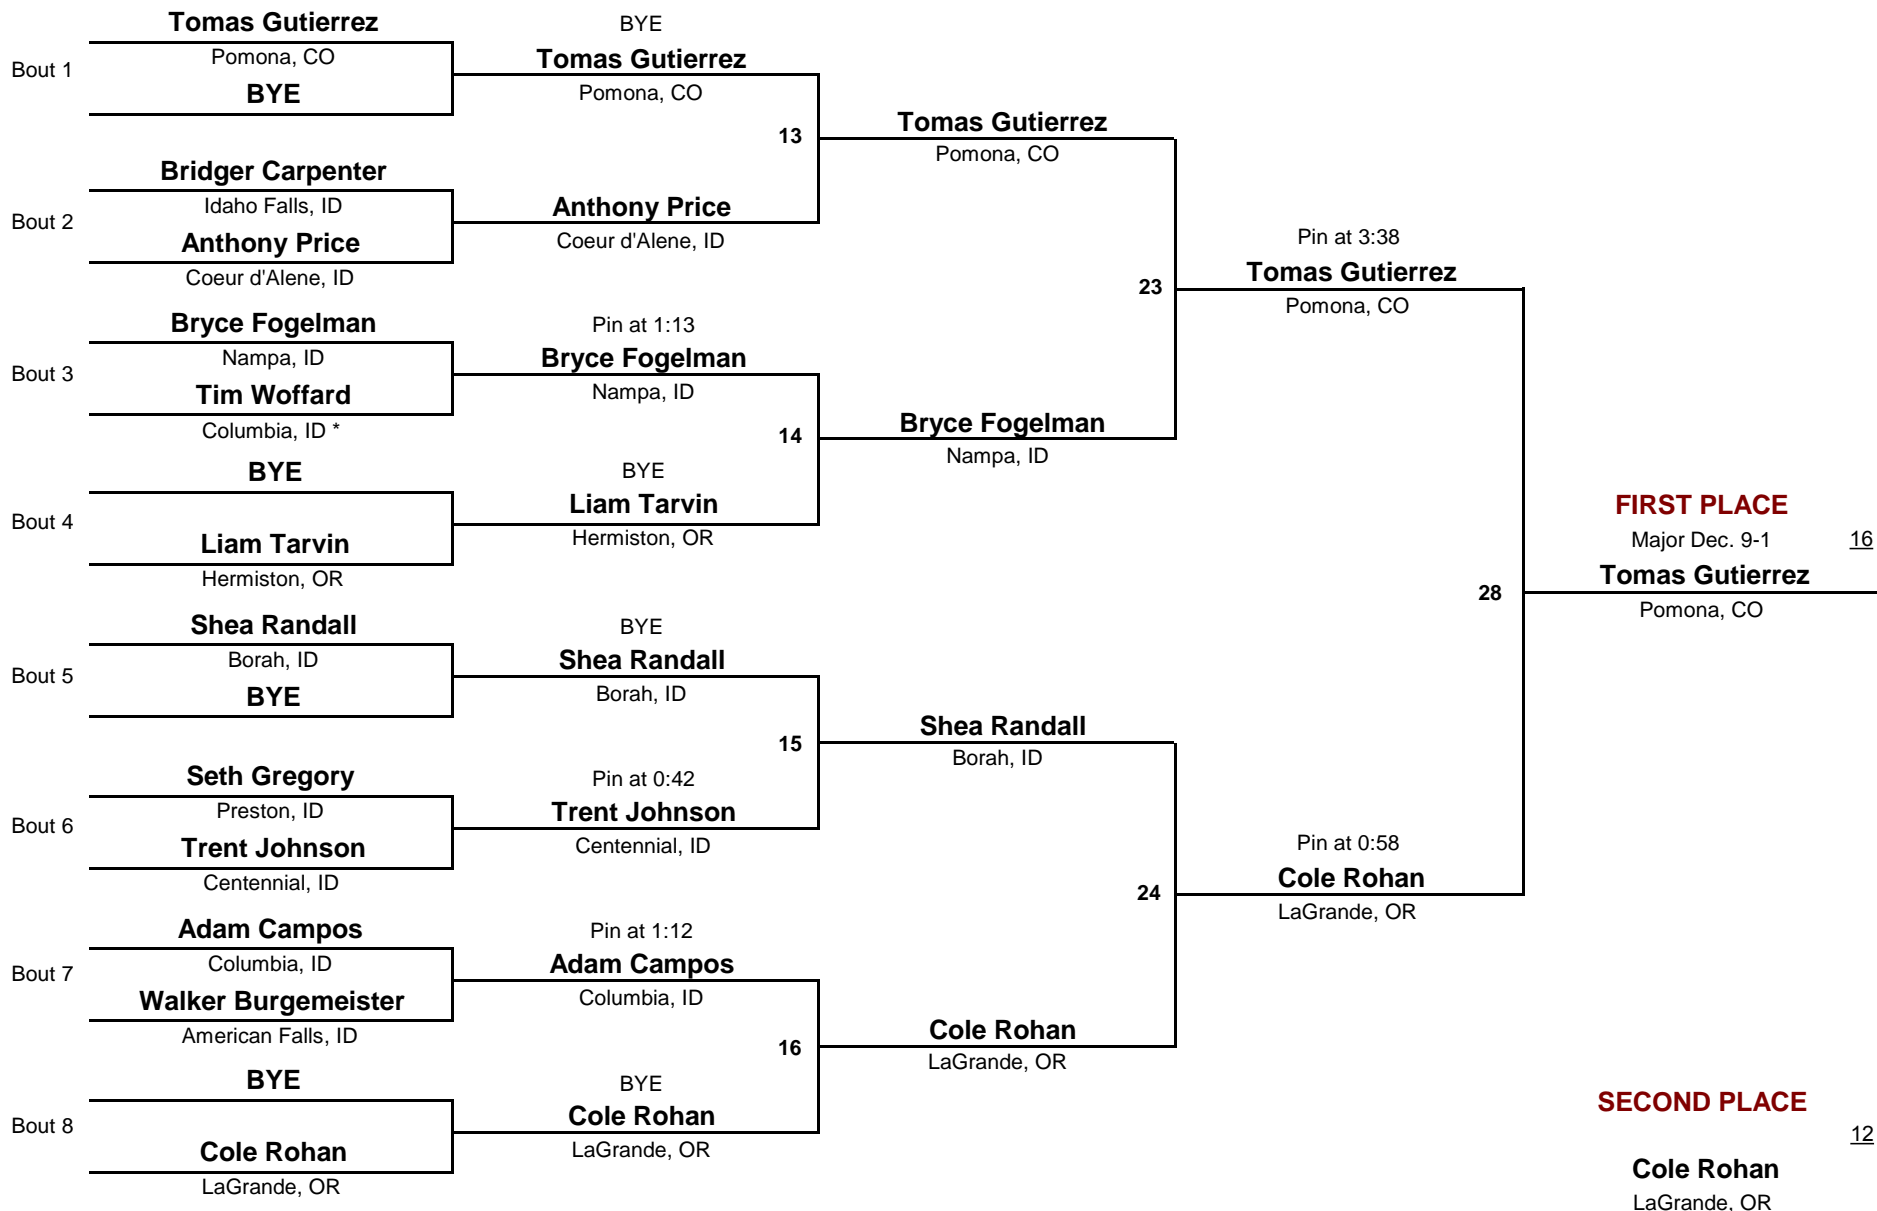 Tomas Gutierrez
Pomona, CO
Bout 1
BYE
Bridger Carpenter
Idaho Falls, ID
Bout 2
Anthony Price
Coeur d'Alene, ID
Bryce Fogelman
Nampa, ID
Bout 3
Tim Woffard
Columbia, ID *
BYE
Bout 4
Liam Tarvin
Hermiston, OR
Shea Randall
Borah, ID
Bout 5
BYE
Seth Gregory
Preston, ID
Bout 6
Trent Johnson
Centennial, ID
Adam Campos
Columbia, ID
Bout 7
Walker Burgemeister
American Falls, ID
BYE
Bout 8
Cole Rohan
LaGrande, OR
BYE
Tomas Gutierrez
Pomona, CO
13
Anthony Price
Coeur d'Alene, ID
Pin at 1:13
Bryce Fogelman
Nampa, ID
14
BYE
Liam Tarvin
Hermiston, OR
BYE
Shea Randall
Borah, ID
15
Pin at 0:42
Trent Johnson
Centennial, ID
Pin at 1:12
Adam Campos
Columbia, ID
16
BYE
Cole Rohan
LaGrande, OR
Tomas Gutierrez
Pomona, CO
23
Bryce Fogelman
Nampa, ID
Shea Randall
Borah, ID
24
Cole Rohan
LaGrande, OR
Pin at 3:38
Tomas Gutierrez
Pomona, CO
28
Pin at 0:58
Cole Rohan
LaGrande, OR
FIRST PLACE
Major Dec. 9-1 16
Tomas Gutierrez
Pomona, CO
SECOND PLACE
12
Cole Rohan
LaGrande, OR